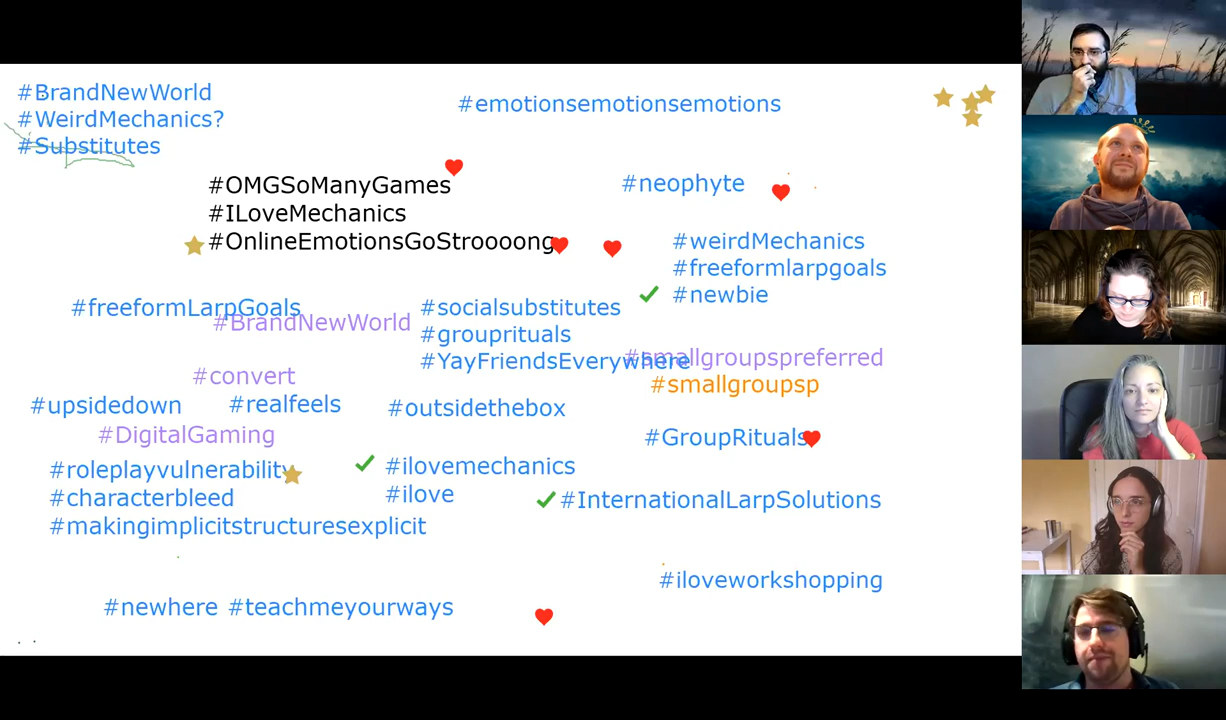 #BrandNewWorld
#WeirdMechanics?
#Substitutes
#emotionsemotionsemotions
#OMGSoManyGames
#ILoveMechanics
#OnlineEmotionsGoStroooong
#neophyte
#weirdMechanics
#freeformlarpgoals
#newbie
#freeformLarpGoals
#BrandNewWorld
#socialsubstitutes
#grouprituals
#YayFriendsEverywhere
#smallgroupspreferred
#smallgroupsp
#convert
#upsidedown
#realfeels
#outsidethebox
#DigitalGaming
#GroupRituals
#roleplayvulnerability
#characterbleed
#makingimplicitstructuresexplicit
#ilovemechanics
#ilove
#InternationalLarpSolutions
#iloveworkshopping
#newhere #teachmeyourways